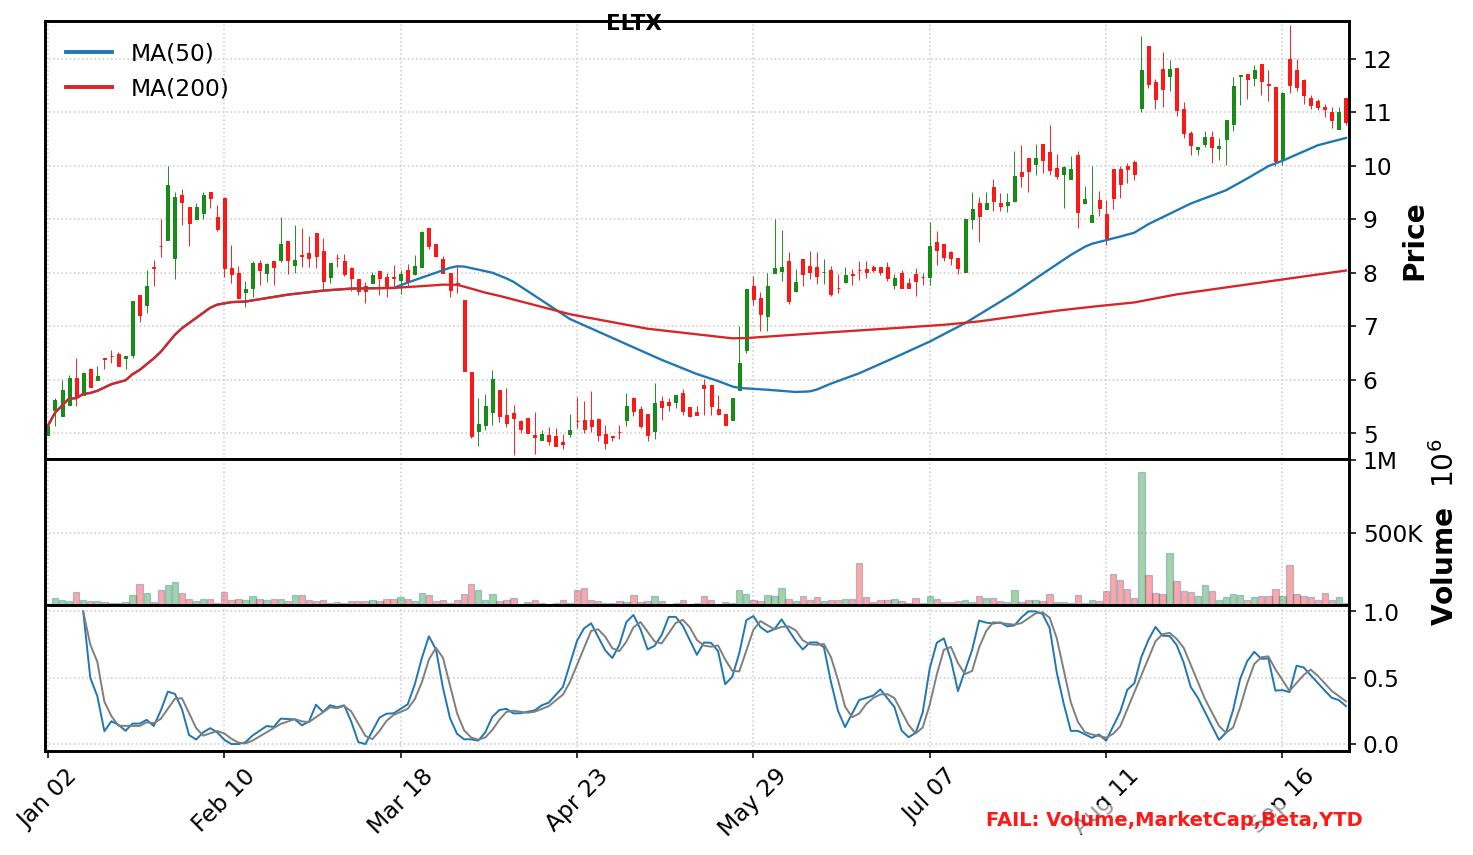 ELTX
MA(50)
MA(200)
12
11
10
9
8
7
6
5
Price
1M
500K
Volume 10^6
1.0
0.5
0.0
Jan 02
Feb 10
Mar 18
Apr 23
May 29
Jul 07
Aug 11
Sep 16
FAIL: Volume,MarketCap,Beta,YTD